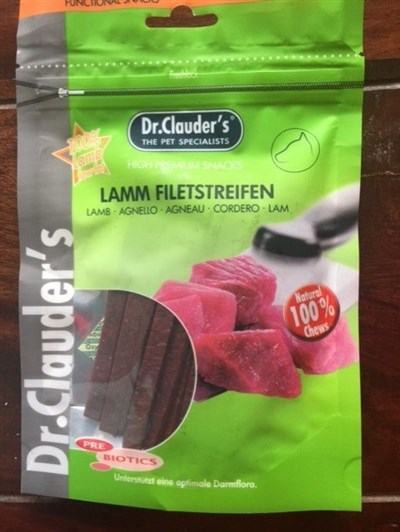 FUNCTIONAL SNACKS
Freshlock
Dr.Clauder's®
THE PET SPECIALISTS
HIGH PREMIUM SNACKS
LAMM FILETSTREIFEN
LAMB · AGNELLO · AGNEAU · CORDERO · LAM
Dr.Clauder's
Natural
100%
Chews
PRE
BIOTICS
Unterstützt eine optimale Darmflora.